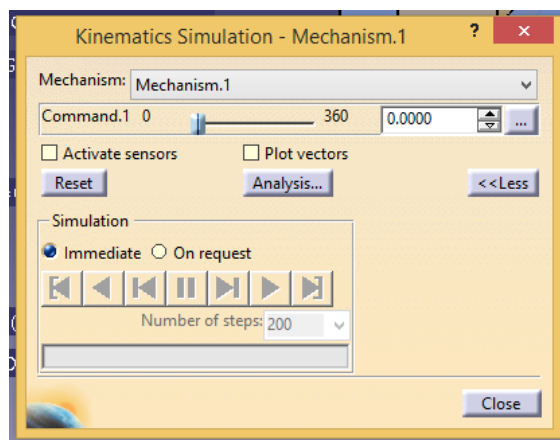 Kinematics Simulation - Mechanism.1 ? ×
Mechanism: Mechanism.1
Command.1 0 360 0.0000 ...
Activate sensors Plot vectors
Reset Analysis... <<Less
Simulation
Immediate On request
Number of steps: 200
Close